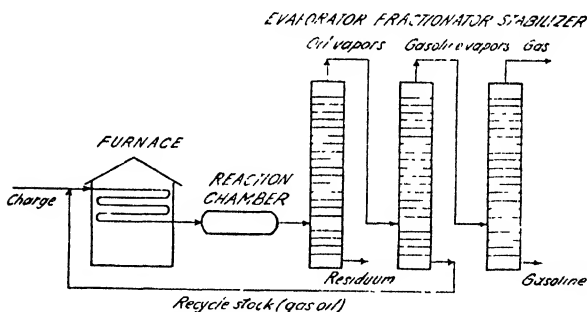 EVAPORATOR FRACTIONATOR STABILIZER
Oil vapors Gasoline vapors Gas
FURNACE
REACTION
CHAMBER
Charge
Residuum
Gasoline
Recycle stock (gas oil)